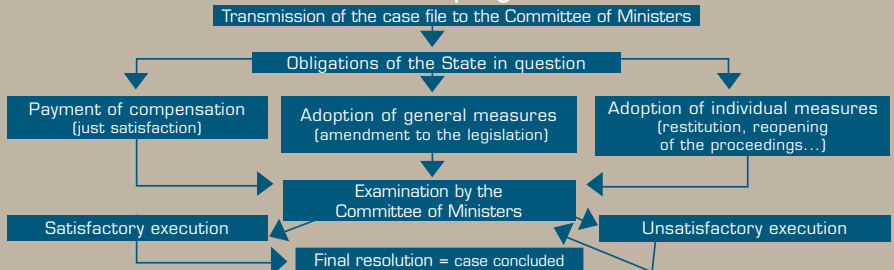 Transmission of the case file to the Committee of Ministers
Obligations of the State in question
Payment of compensation
(just satisfaction)
Adoption of general measures
(amendment to the legislation)
Adoption of individual measures
(restitution, reopening
of the proceedings...)
Examination by the
Committee of Ministers
Satisfactory execution
Unsatisfactory execution
Final resolution = case concluded